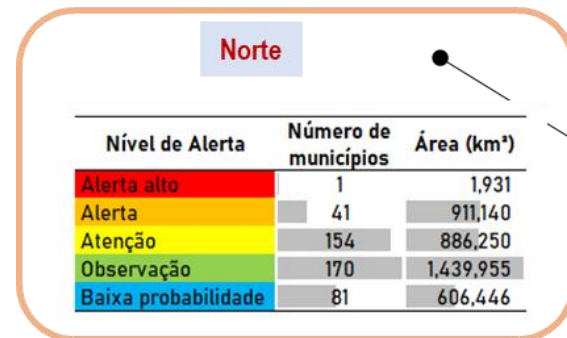 Norte
Nível de Alerta Número de municípios Área (km²)
Alerta alto 1 1,931
Alerta 41 911,140
Atenção 154 886,250
Observação 170 1,439,955
Baixa probabilidade 81 606,446